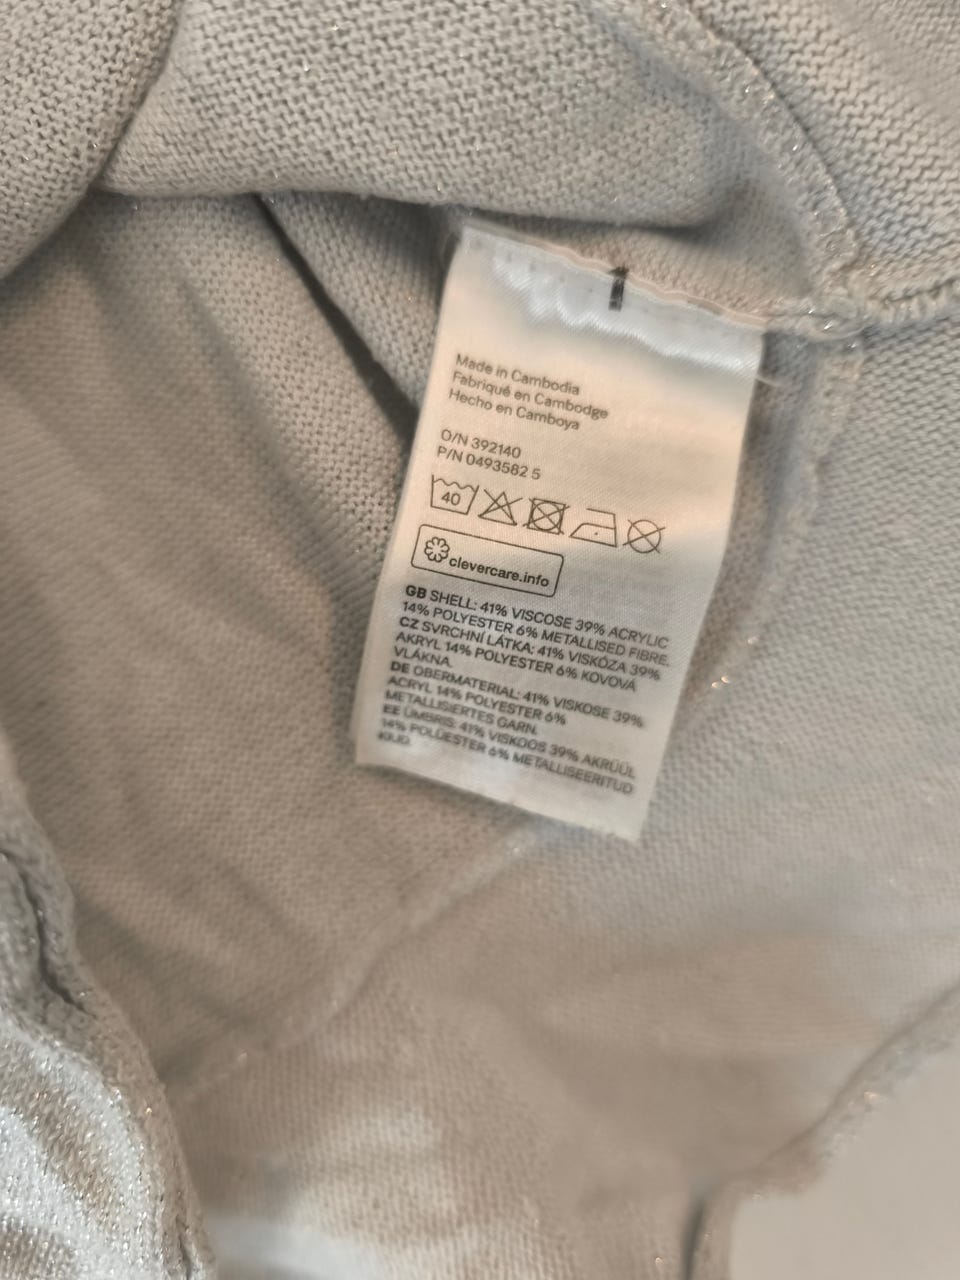 Made in Cambodia
Fabriqué en Cambodge
Hecho en Camboya
O/N 392140
P/N 0493582 5
40
clevercare.info
GB SHELL: 41% VISCOSE 39% ACRYLIC
14% POLYESTER 6% METALLISED FIBRE.
CZ SVRCHNÍ LÁTKA: 41% VISKÓZA 39%
AKRYL 14% POLYESTER 6% KOVOVÁ
VLÁKNA.
DE OBERMATERIAL: 41% VISKOSE 39%
ACRYL 14% POLYESTER 6%
METALLISIERTES GARN.
EE ÜMBRIS: 41% VISKOOS 39% AKRÜÜL
14% POLÜESTER 6% METALLISEERITUD
KIUD.